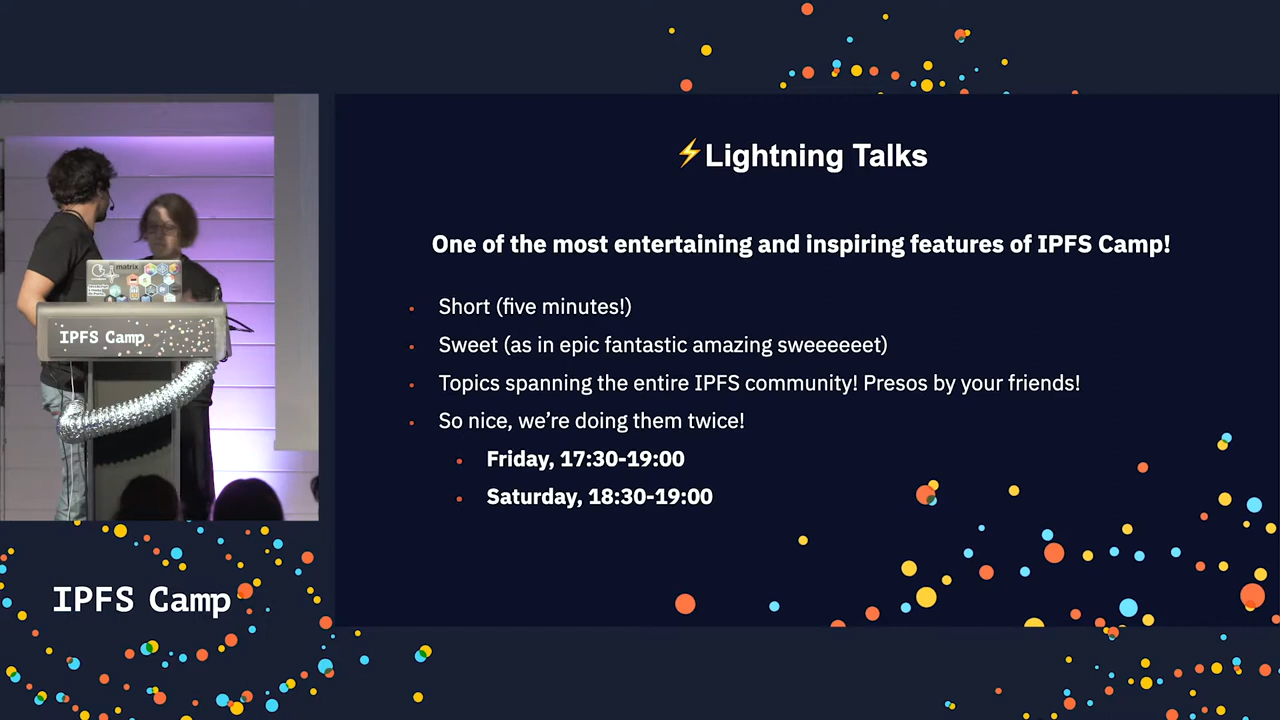 ⚡Lightning Talks
One of the most entertaining and inspiring features of IPFS Camp!
Short (five minutes!)
Sweet (as in epic fantastic amazing sweeeeeet)
Topics spanning the entire IPFS community! Presos by your friends!
So nice, we’re doing them twice!
Friday, 17:30-19:00
Saturday, 18:30-19:00
matrix
IPFS Camp
IPFS Camp